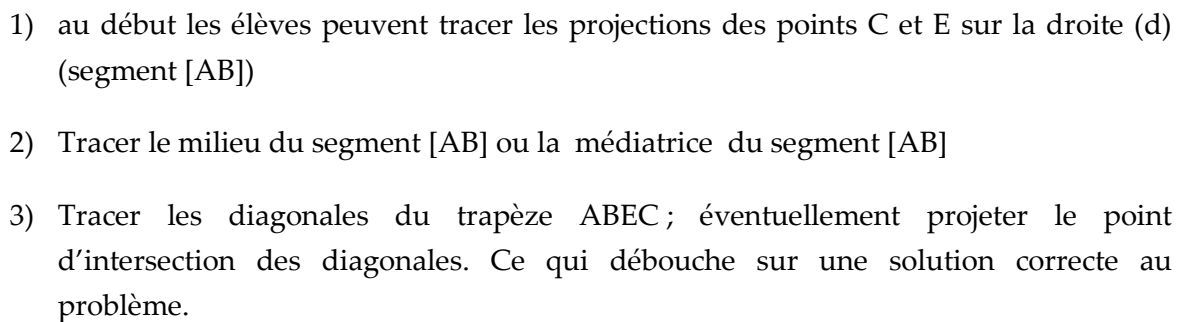 1) au début les élèves peuvent tracer les projections des points C et E sur la droite (d)
(segment [AB])
2) Tracer le milieu du segment [AB] ou la médiatrice du segment [AB]
3) Tracer les diagonales du trapèze ABEC ; éventuellement projeter le point
d’intersection des diagonales. Ce qui débouche sur une solution correcte au
problème.